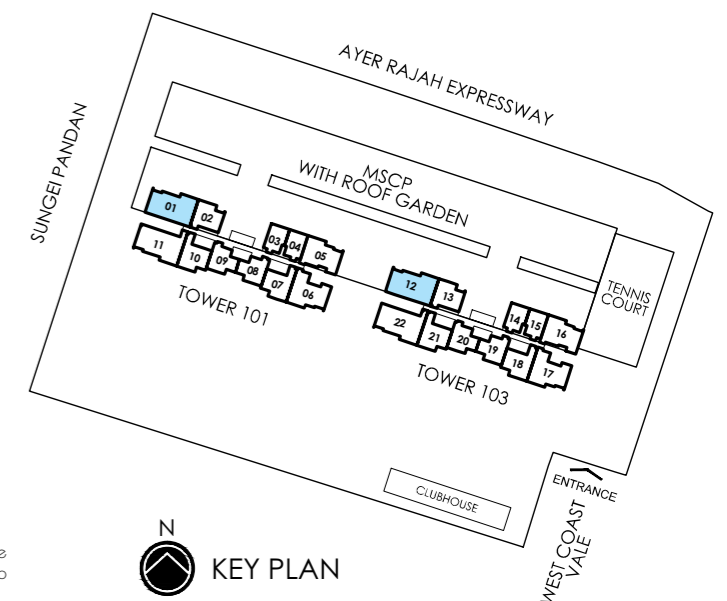 AYER RAJAH EXPRESSWAY
SUNGEI PANDAN
MSCP
WITH ROOF GARDEN
TENNIS
COURT
01
02
03
04
05
11
10
09
08
07
06
TOWER 101
12
13
14
15
16
22
21
20
19
18
17
TOWER 103
CLUBHOUSE
ENTRANCE
WEST COAST
VALE
N
KEY PLAN